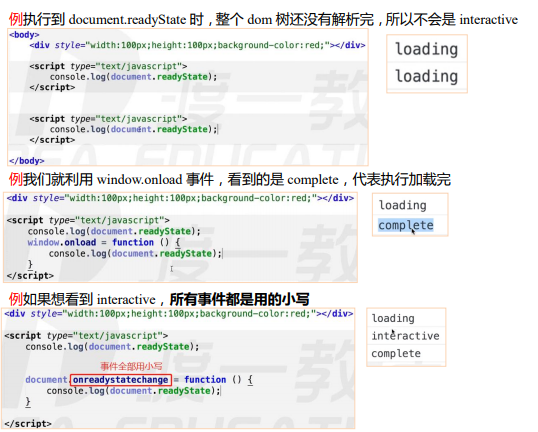 例执行到 document.readyState 时，整个 dom 树还没有解析完，所以不会是 interactive
<body>
<div style="width:100px;height:100px;background-color:red;"></div>
<script type="text/javascript">
console.log(document.readyState);
</script>
<script type="text/javascript">
console.log(document.readyState);
</script>
</body>
loading
loading
例我们就利用 window.onload 事件，看到的是 complete，代表执行加载完
<div style="width:100px;height:100px;background-color:red;"></div>
<script type="text/javascript">
console.log(document.readyState);
window.onload = function () {
console.log(document.readyState);
}
</script>
loading
complete
例如果想看到 interactive，所有事件都是用的小写
<div style="width:100px;height:100px;background-color:red;"></div>
<script type="text/javascript">
console.log(document.readyState);
事件全部用小写
document.onreadystatechange = function () {
console.log(document.readyState);
}
</script>
loading
interactive
complete